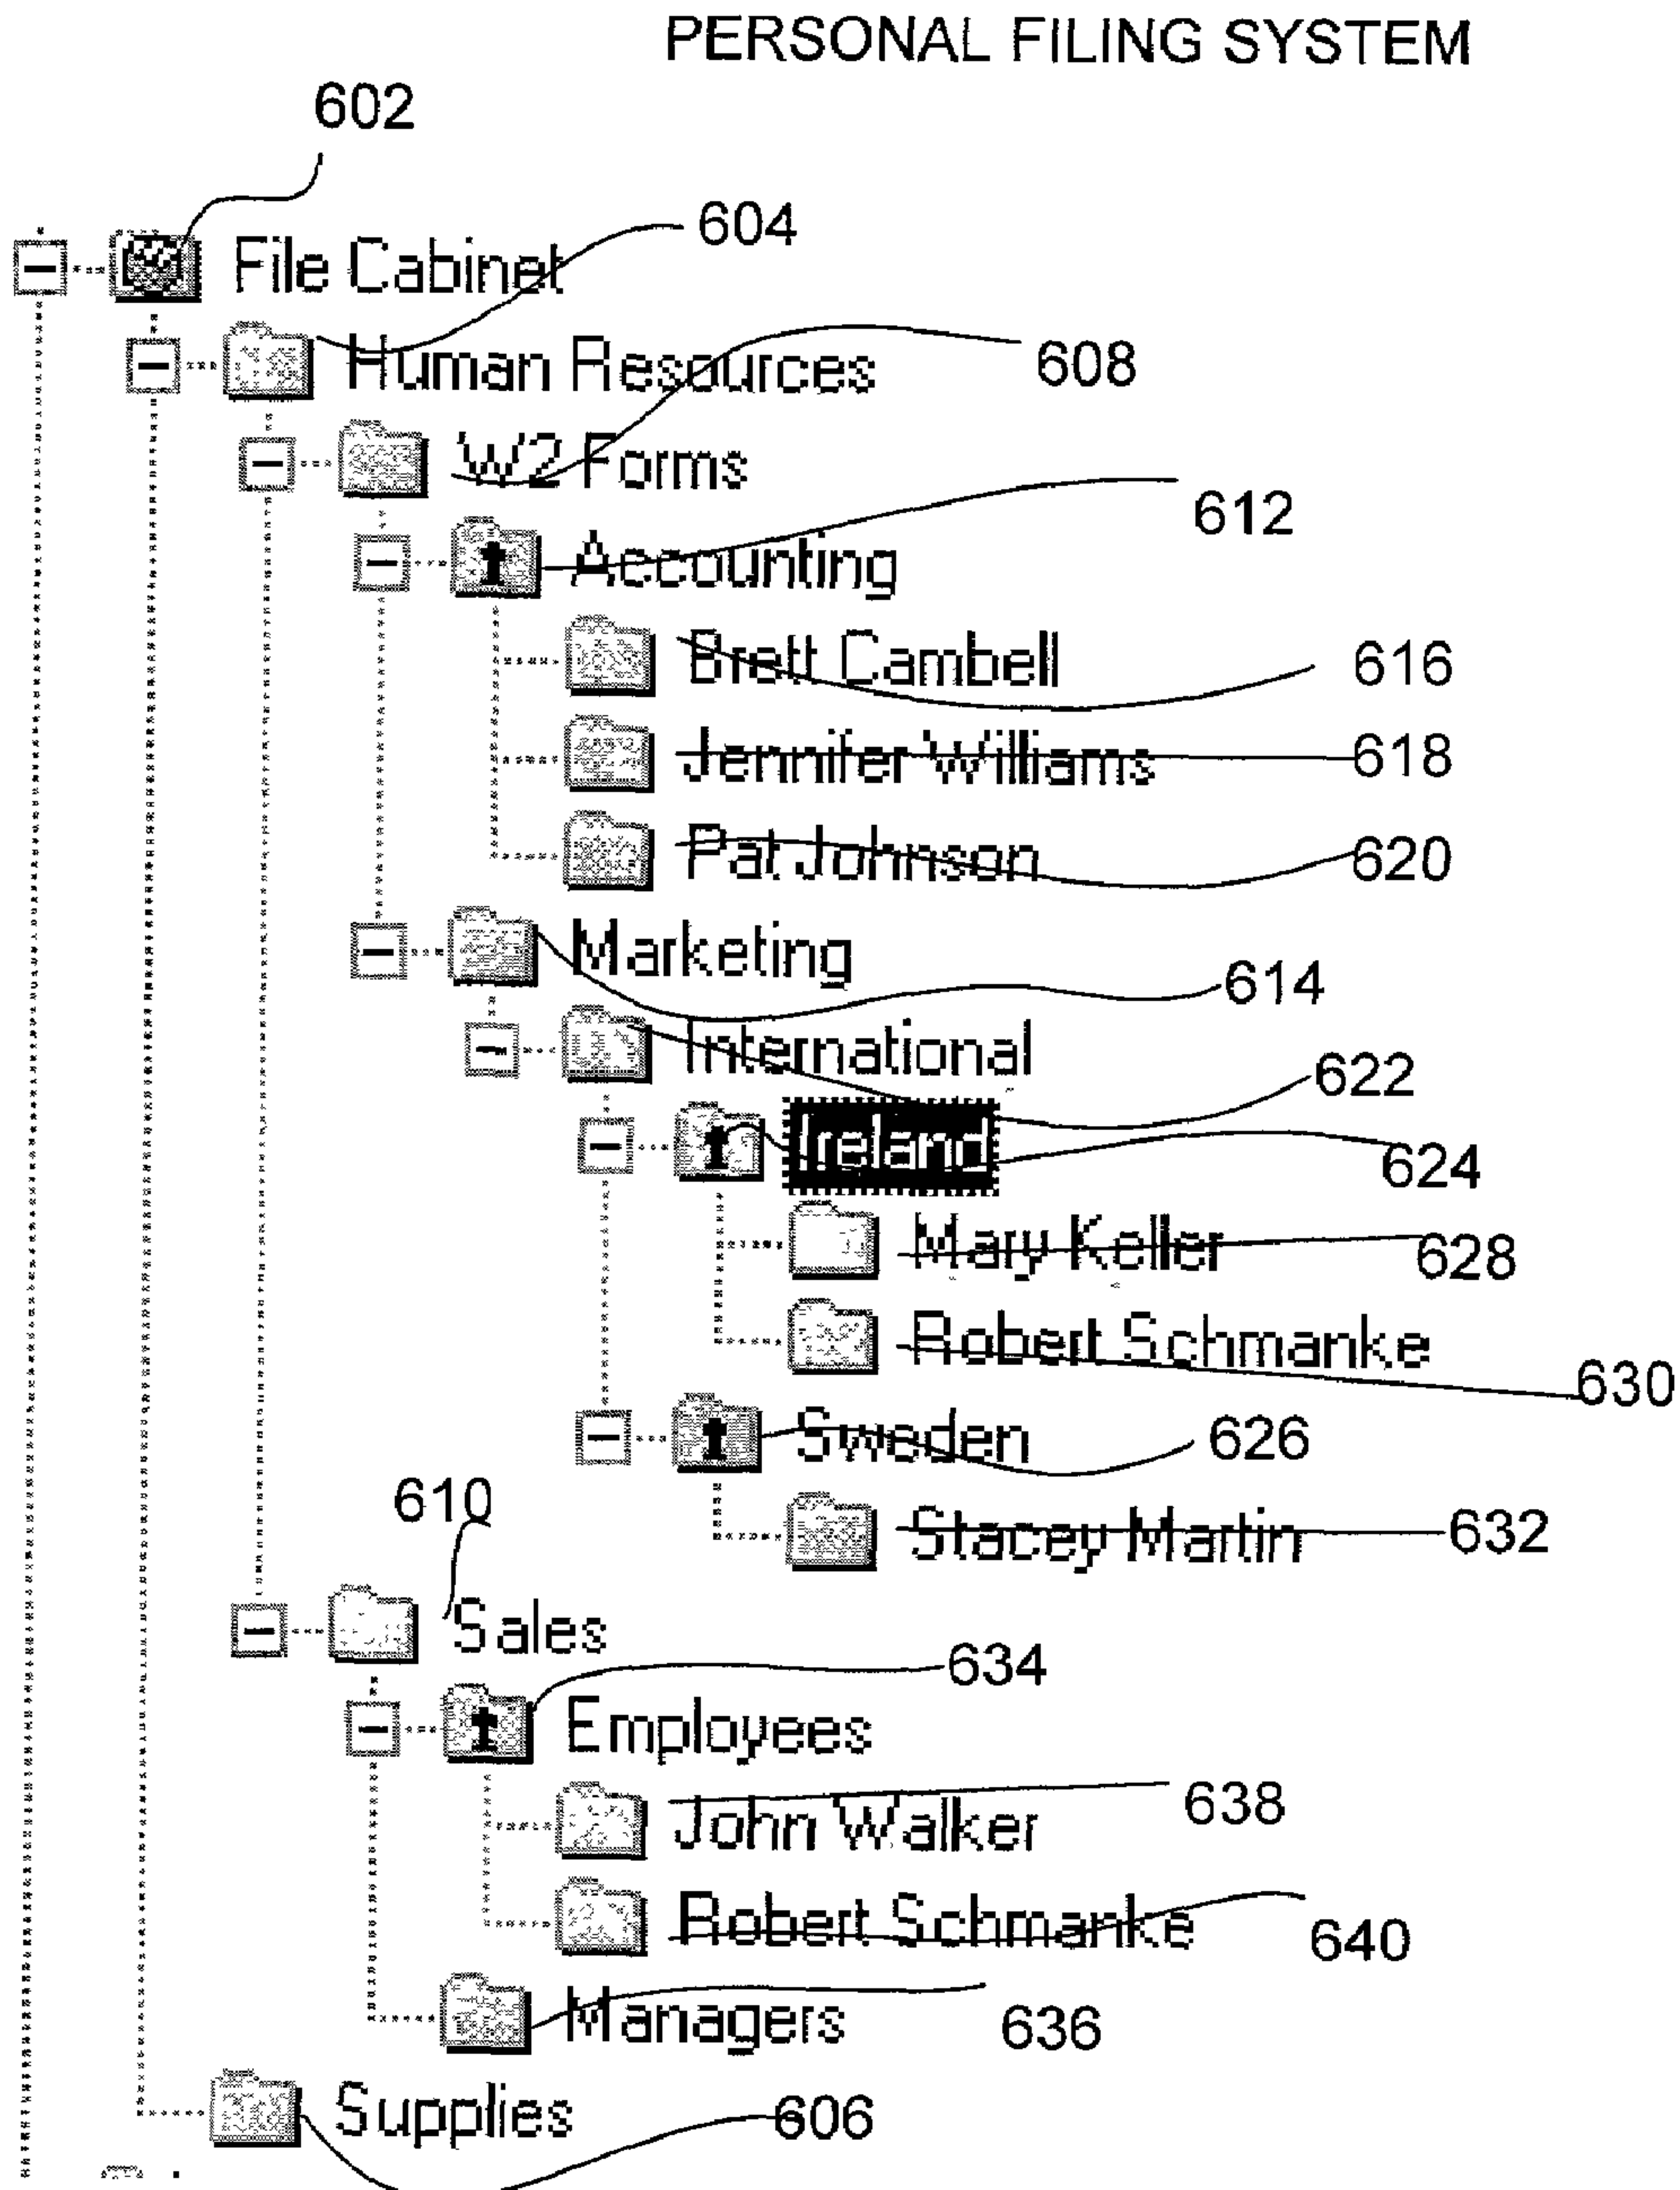 PERSONAL FILING SYSTEM
602
604
File Cabinet
Human Resources
608
W2 Forms
612
Accounting
Brett Cambell 616
Jennifer Williams 618
Pat Johnson 620
Marketing
614
International
622
Ireland
624
Mary Keller 628
Robert Schmanke
630
Sweden 626
610
Stacey Martin 632
Sales
634
Employees
638
John Walker
Robert Schmanke
640
Managers 636
Supplies 606